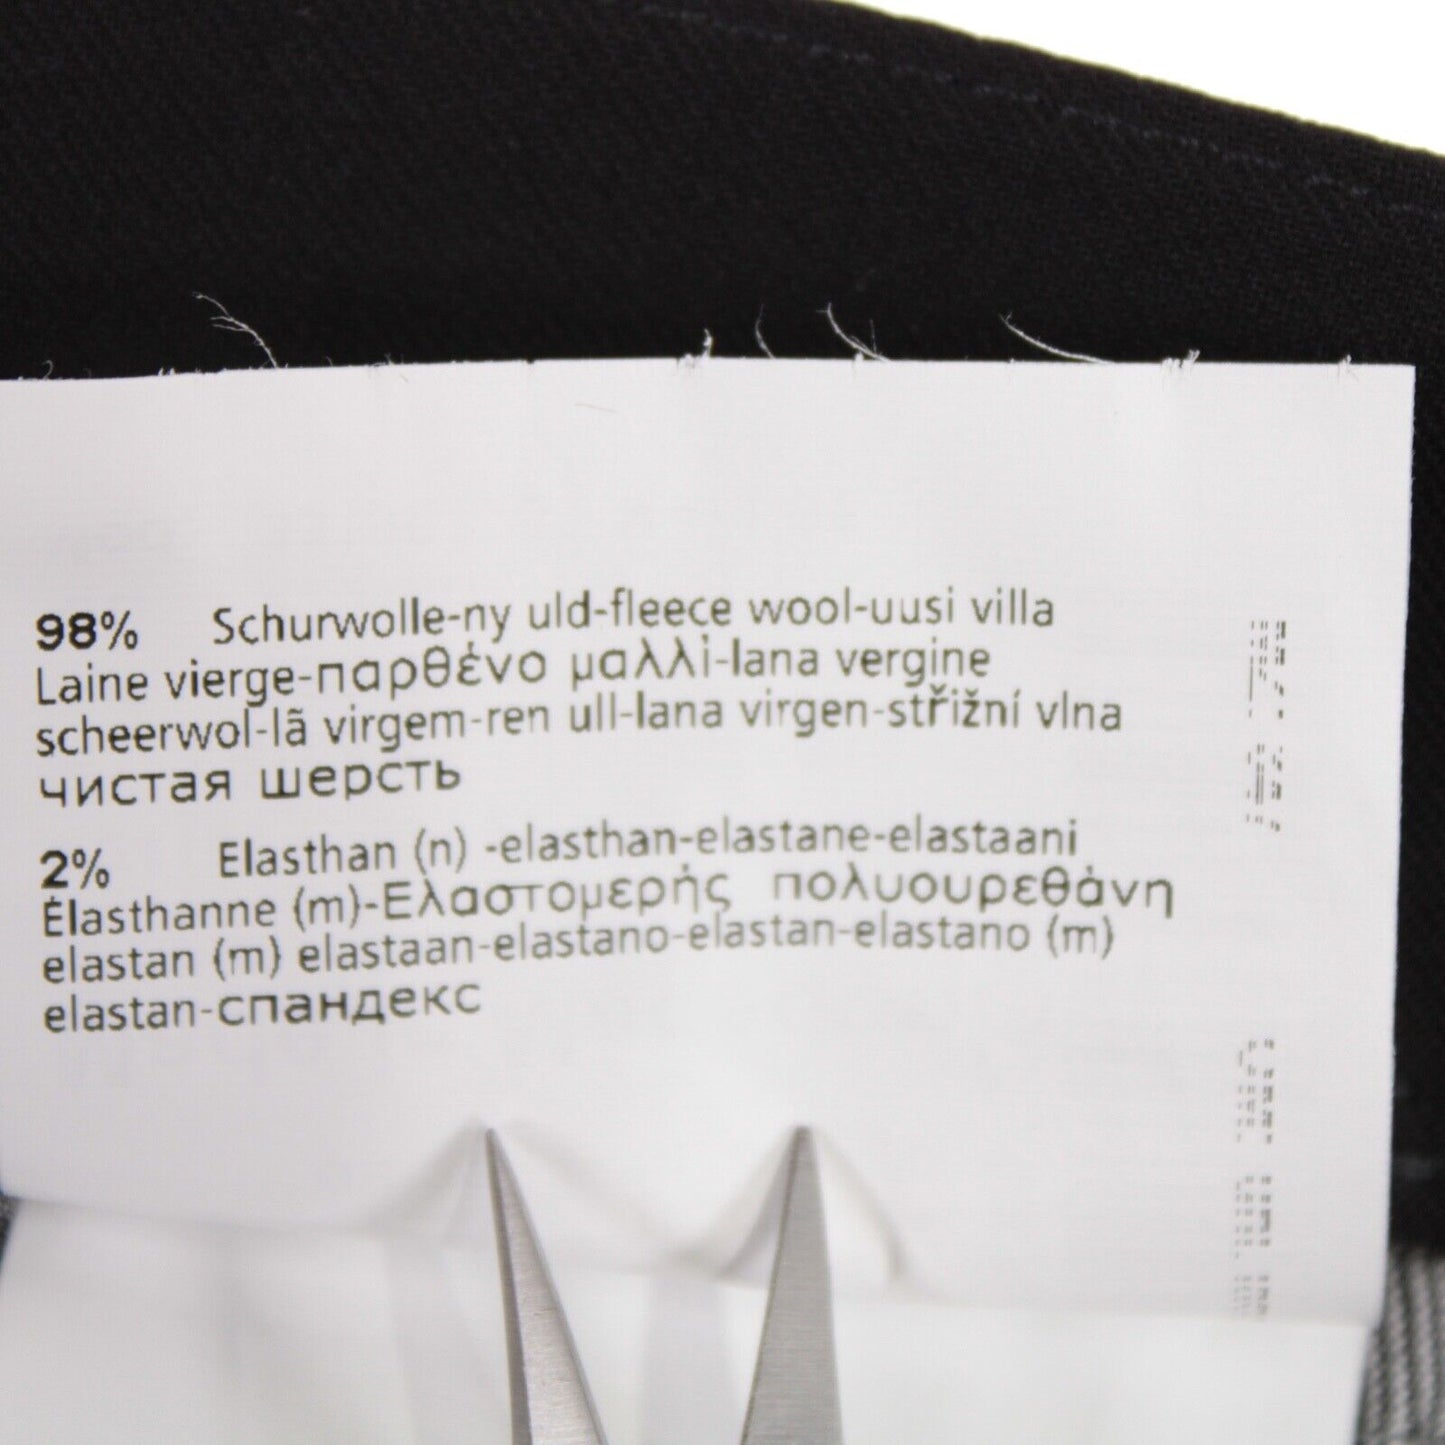 98% Schurwolle-ny uld-fleece wool-uusi villa
Laine vierge-παρθένο μαλλί-lana vergine
scheerwol-lã virgem-ren ull-lana virgen-střižní vlna
чистая шерсть
2% Elasthan (n) -elasthan-elastane-elastaani
Élasthanne (m)-Ελαστομερής πολυουρεθάνη
elastan (m) elastaan-elastano-elastan-elastano (m)
elastan-спандекс